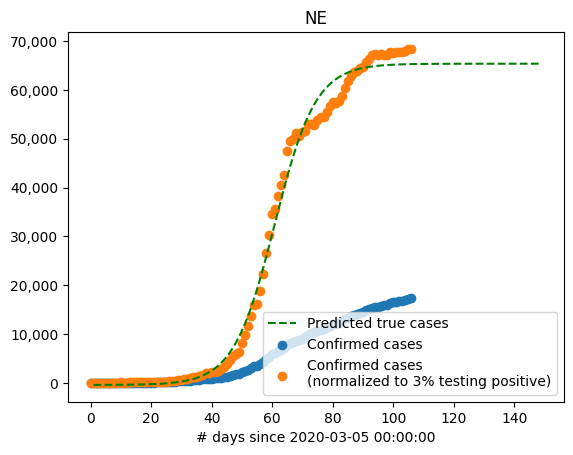 NE
70,000
60,000
50,000
40,000
30,000
20,000
10,000
0
Predicted true cases
Confirmed cases
Confirmed cases
(normalized to 3% testing positive)
0 20 40 60 80 100 120 140
# days since 2020-03-05 00:00:00